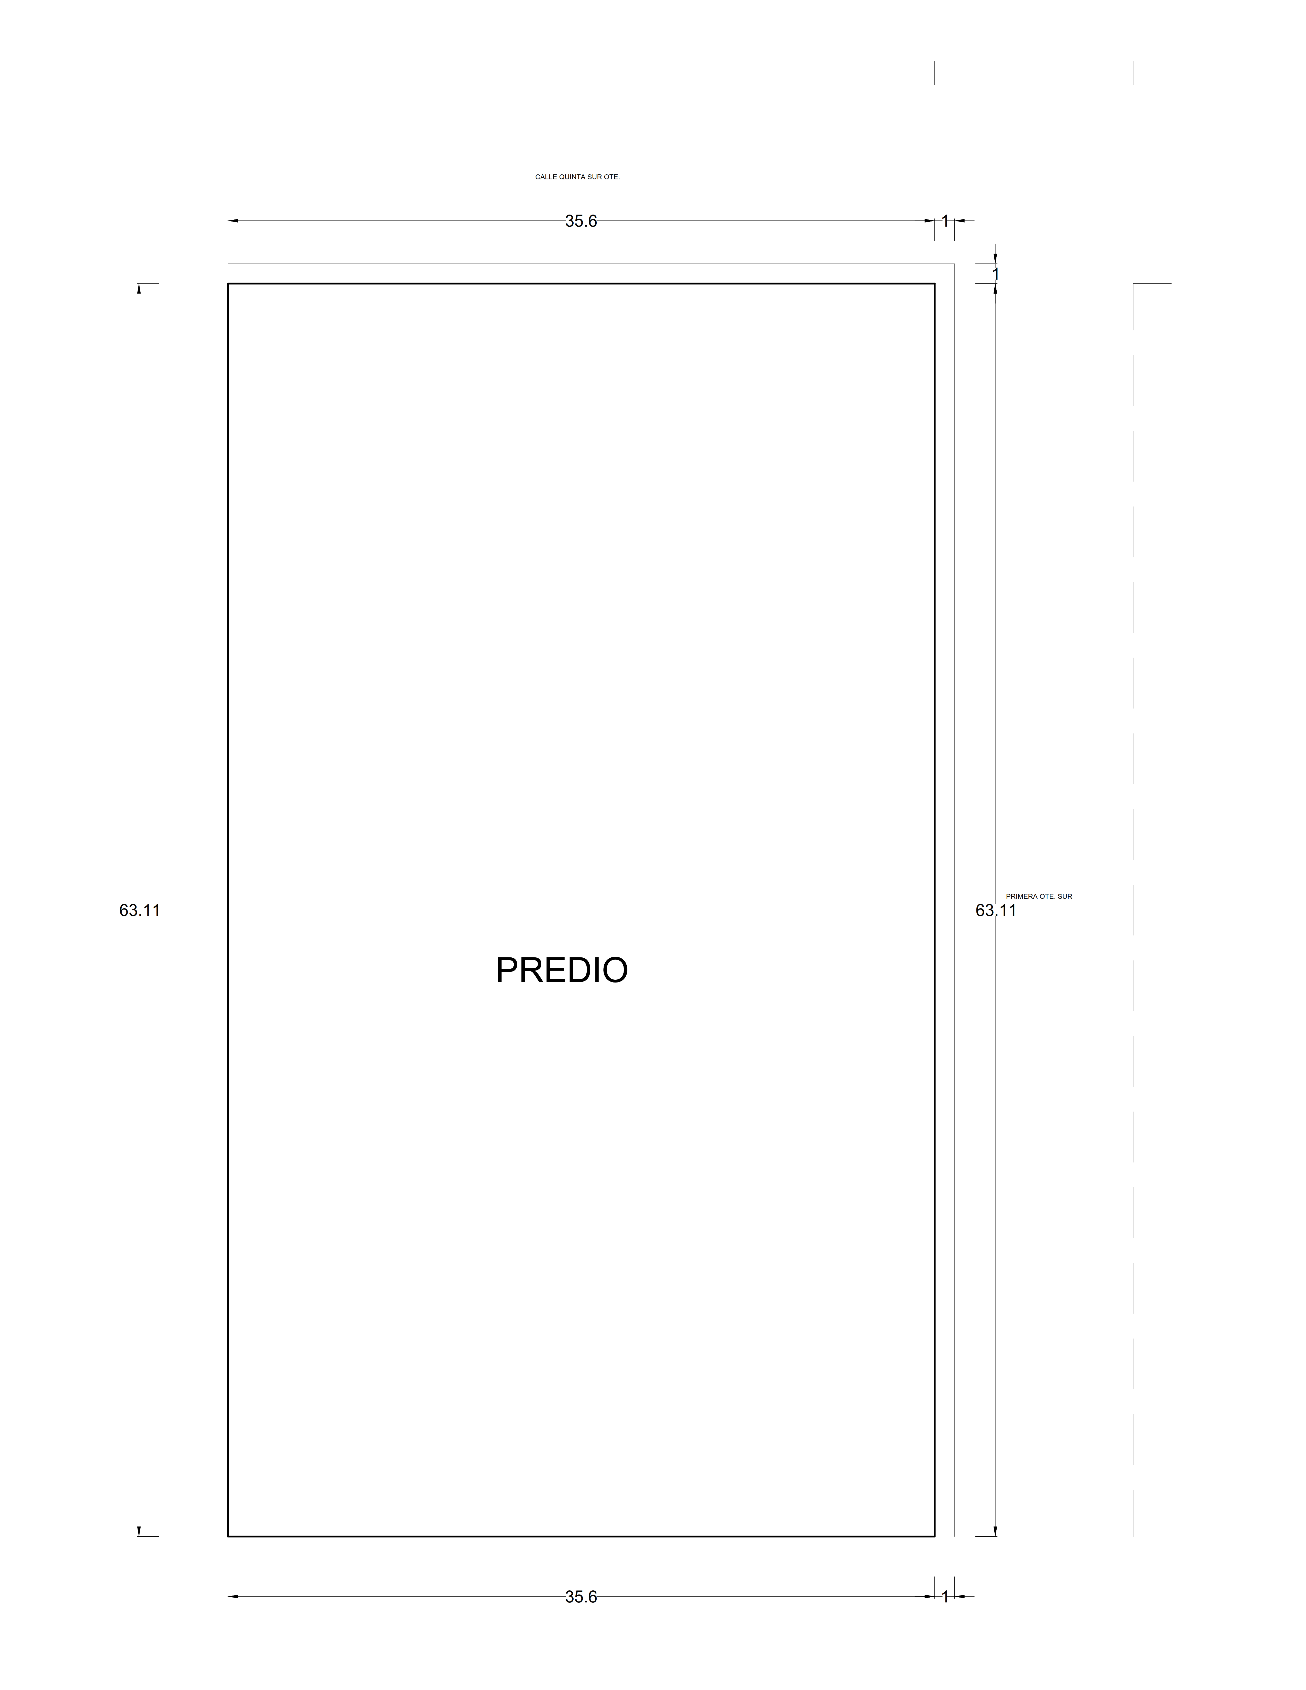 CALLE QUINTA SUR OTE.
35.6
1
1
PRIMERA OTE. SUR
63.11
63.11
PREDIO
35.6
1